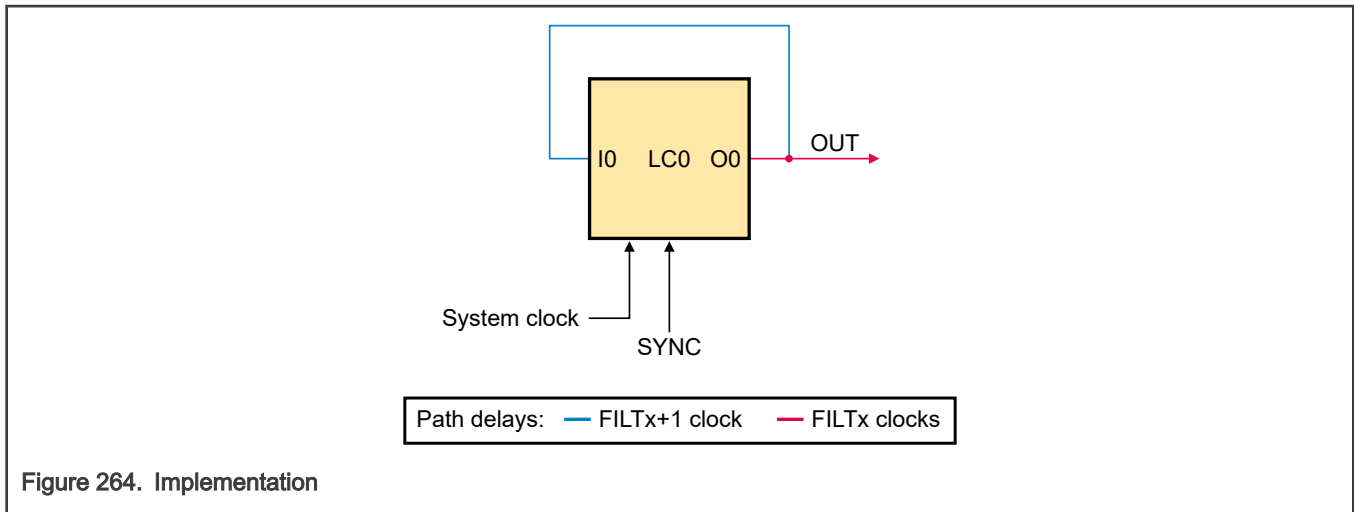 OUT
I0 LC0 O0
System clock
SYNC
Path delays: FILTx+1 clock FILTx clocks
Figure 264. Implementation